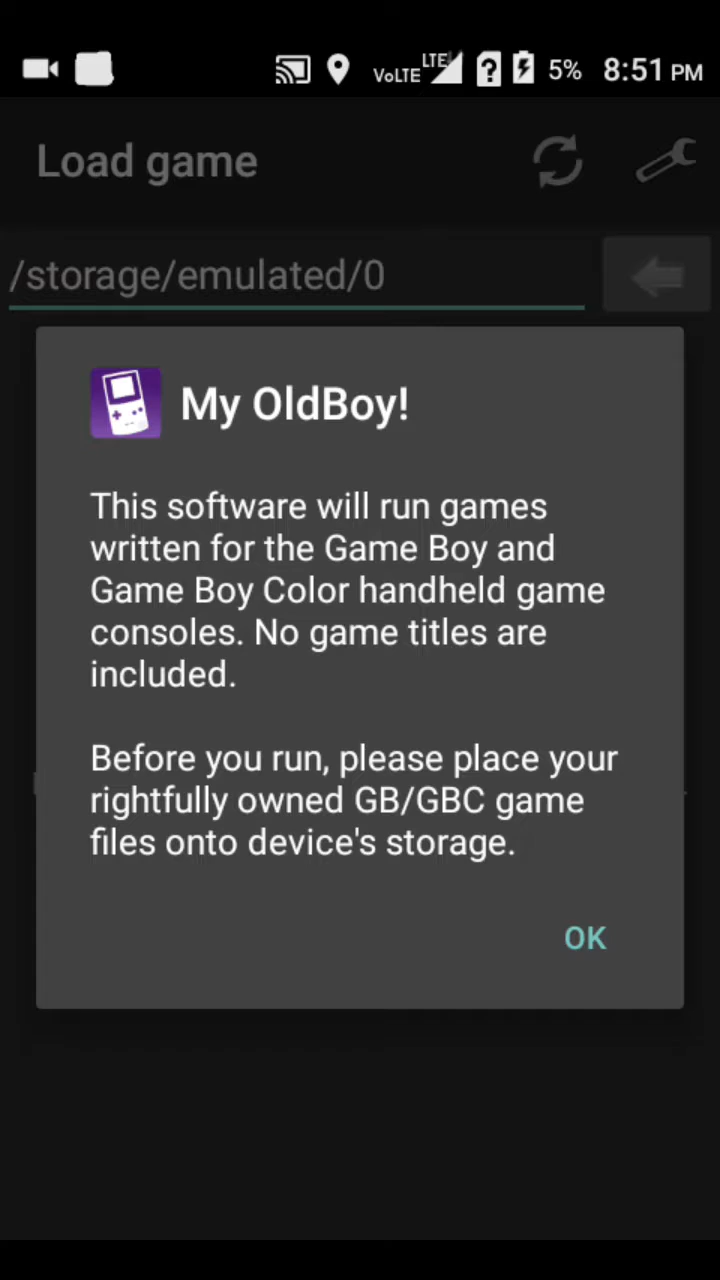 VoLTE LTE 5% 8:51 PM
Load game
/storage/emulated/0
My OldBoy!
This software will run games
written for the Game Boy and
Game Boy Color handheld game
consoles. No game titles are
included.
Before you run, please place your
rightfully owned GB/GBC game
files onto device's storage.
OK